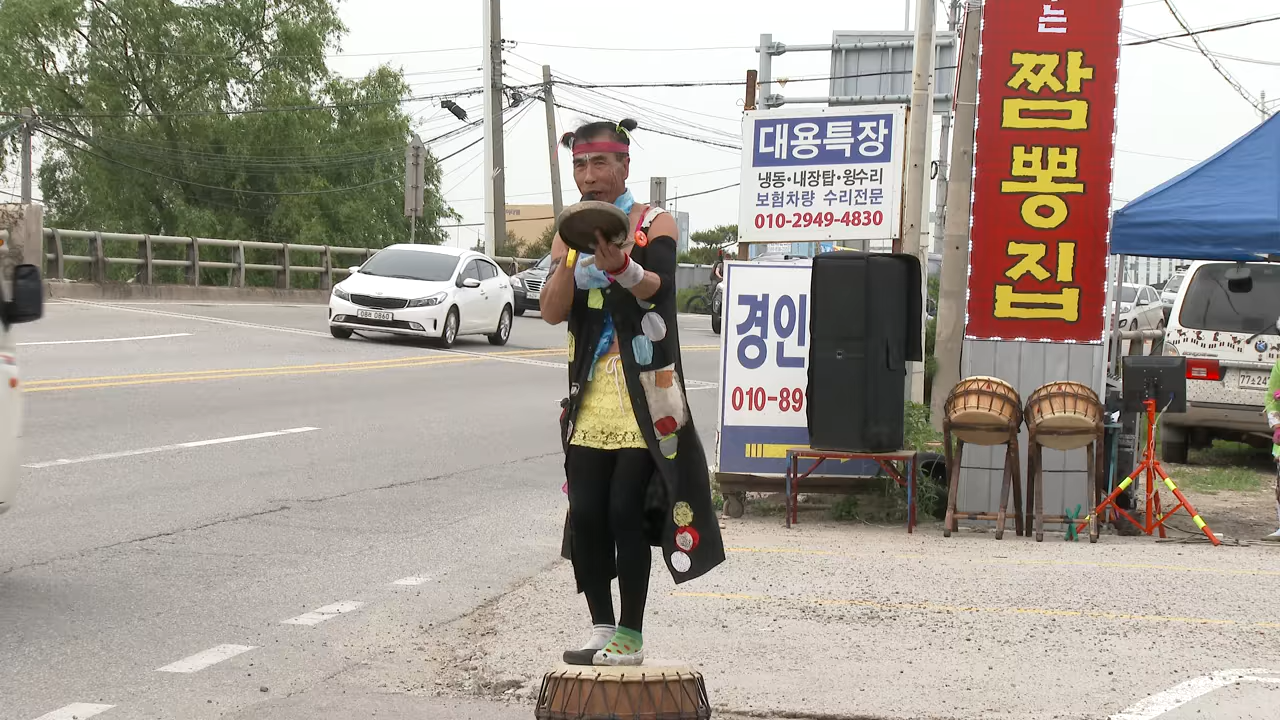 대용특장
냉동·내장탑·윙수리
보험차량 수리전문
010-2949-4830
는
짬
뽕
집
경인
010-89